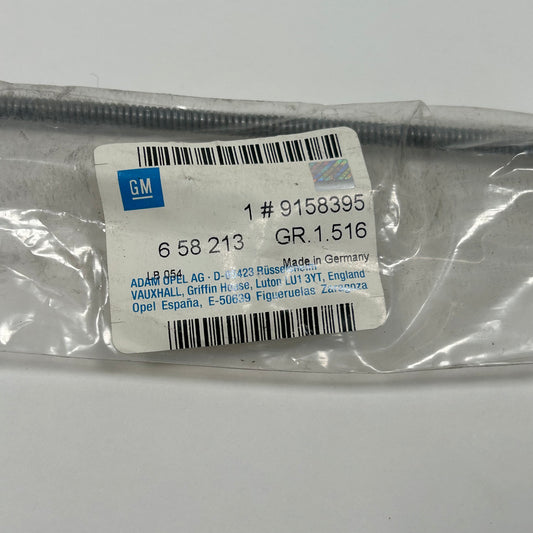 GM
1 # 9158395
6 58 213 GR.1.516
LB 054 Made in Germany
ADAM OPEL AG · D-65423 Rüsselsheim
VAUXHALL, Griffin House, Luton LU1 3YT, England
Opel España, E-50639 Figueruelas Zaragoza